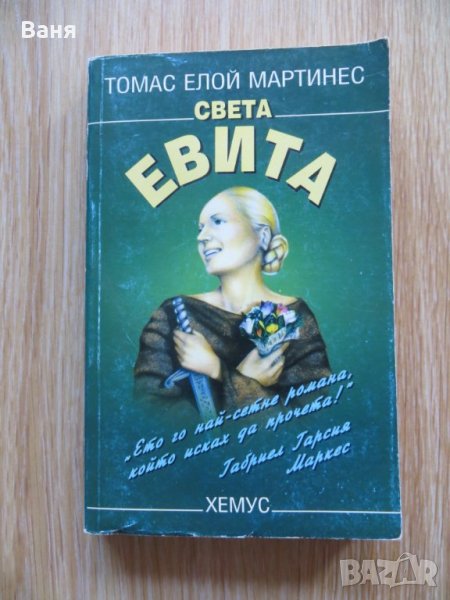 Ваня
ТОМАС ЕЛОЙ МАРТИНЕС
СВЕТА
ЕВИТА
„Ето го най-сетне романа,
който исках да прочета!"
Габриел Гарсия
Маркес
ХЕМУС
BAZAR